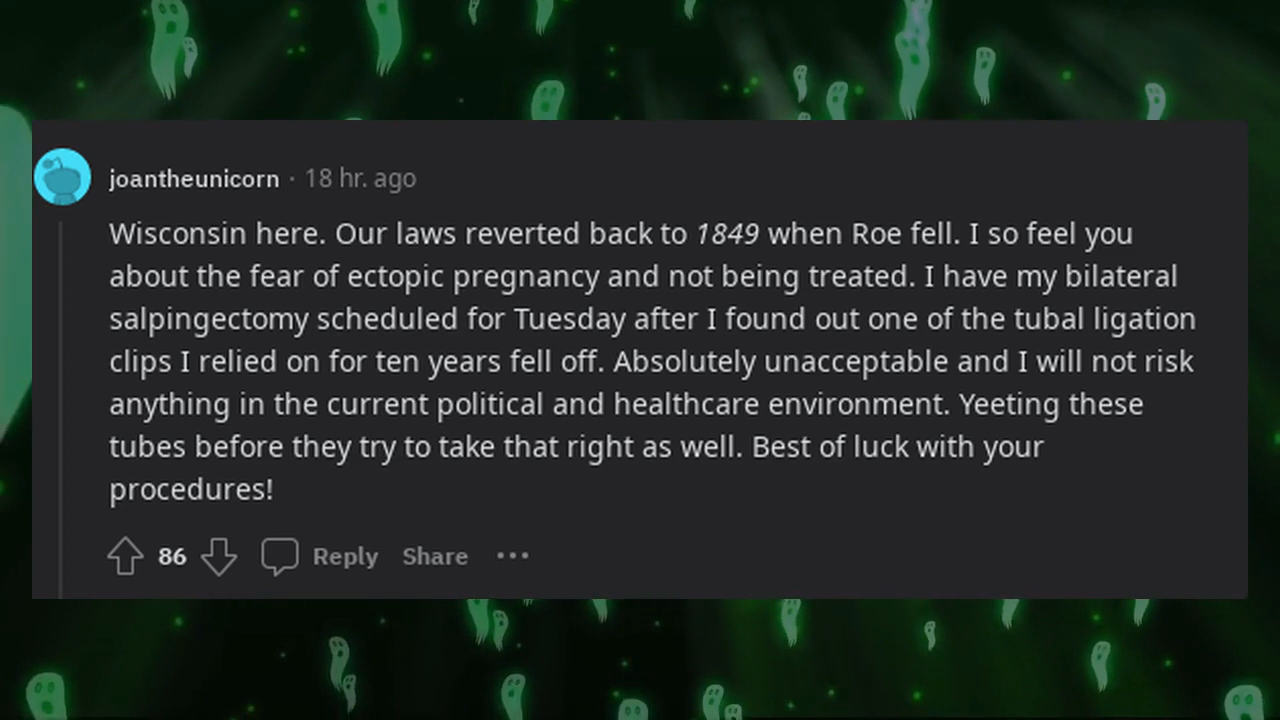 joantheunicorn · 18 hr. ago
Wisconsin here. Our laws reverted back to 1849 when Roe fell. I so feel you
about the fear of ectopic pregnancy and not being treated. I have my bilateral
salpingectomy scheduled for Tuesday after I found out one of the tubal ligation
clips I relied on for ten years fell off. Absolutely unacceptable and I will not risk
anything in the current political and healthcare environment. Yeeting these
tubes before they try to take that right as well. Best of luck with your
procedures!
86 Reply Share ···